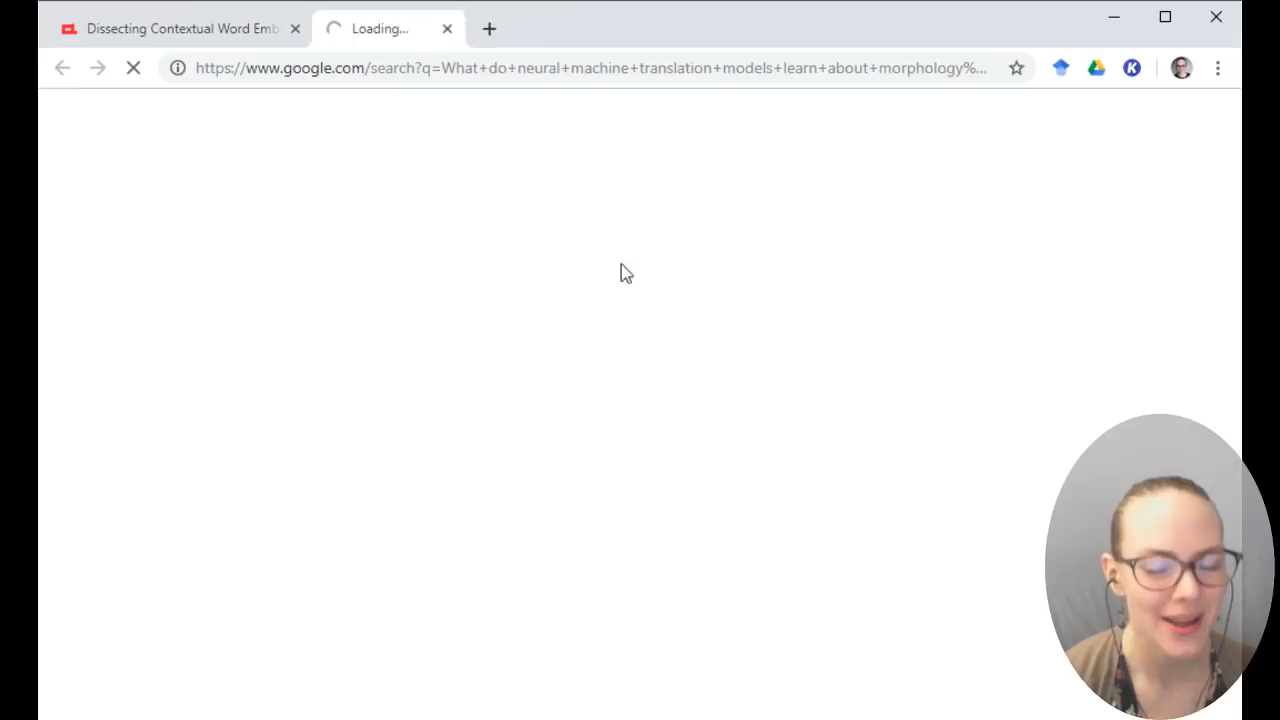 Dissecting Contextual Word Emb
Loading...
https://www.google.com/search?q=What+do+neural+machine+translation+models+learn+about+morphology%...
K